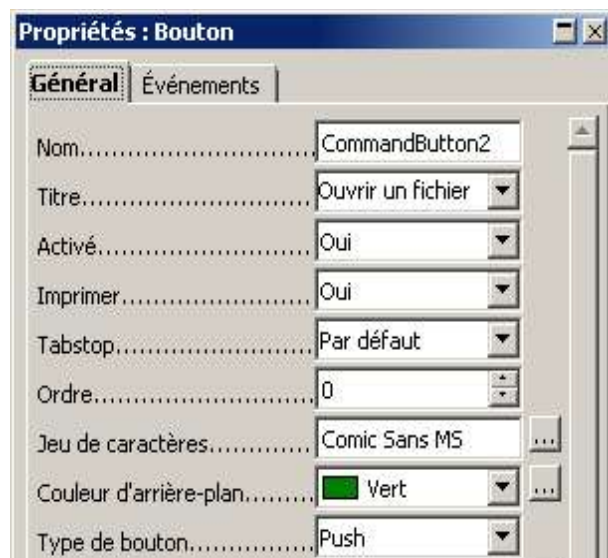 Propriétés : Bouton
Général Événements
Nom............................ CommandButton2
Titre............................ Ouvrir un fichier
Activé............................ Oui
Imprimer........................ Oui
Tabstop........................ Par défaut
Ordre............................ 0
Jeu de caractères............. Comic Sans MS ...
Couleur d'arrière-plan........ Vert ...
Type de bouton............... Push